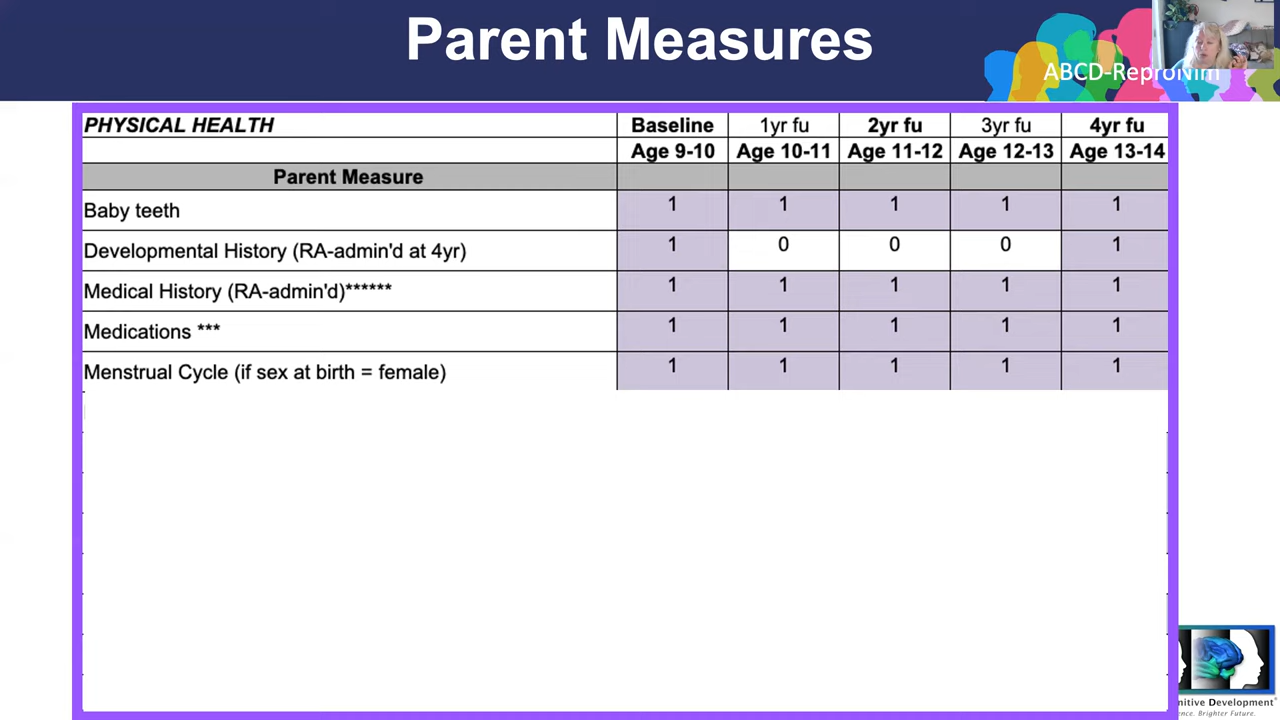 Parent Measures
ABCD-ReproNim
PHYSICAL HEALTH Baseline 1yr fu 2yr fu 3yr fu 4yr fu
Age 9-10 Age 10-11 Age 11-12 Age 12-13 Age 13-14
Parent Measure
Baby teeth 1 1 1 1 1
Developmental History (RA-admin'd at 4yr) 1 0 0 0 1
Medical History (RA-admin'd)****** 1 1 1 1 1
Medications *** 1 1 1 1 1
Menstrual Cycle (if sex at birth = female) 1 1 1 1 1
nitive Development
ence. Brighter Future.